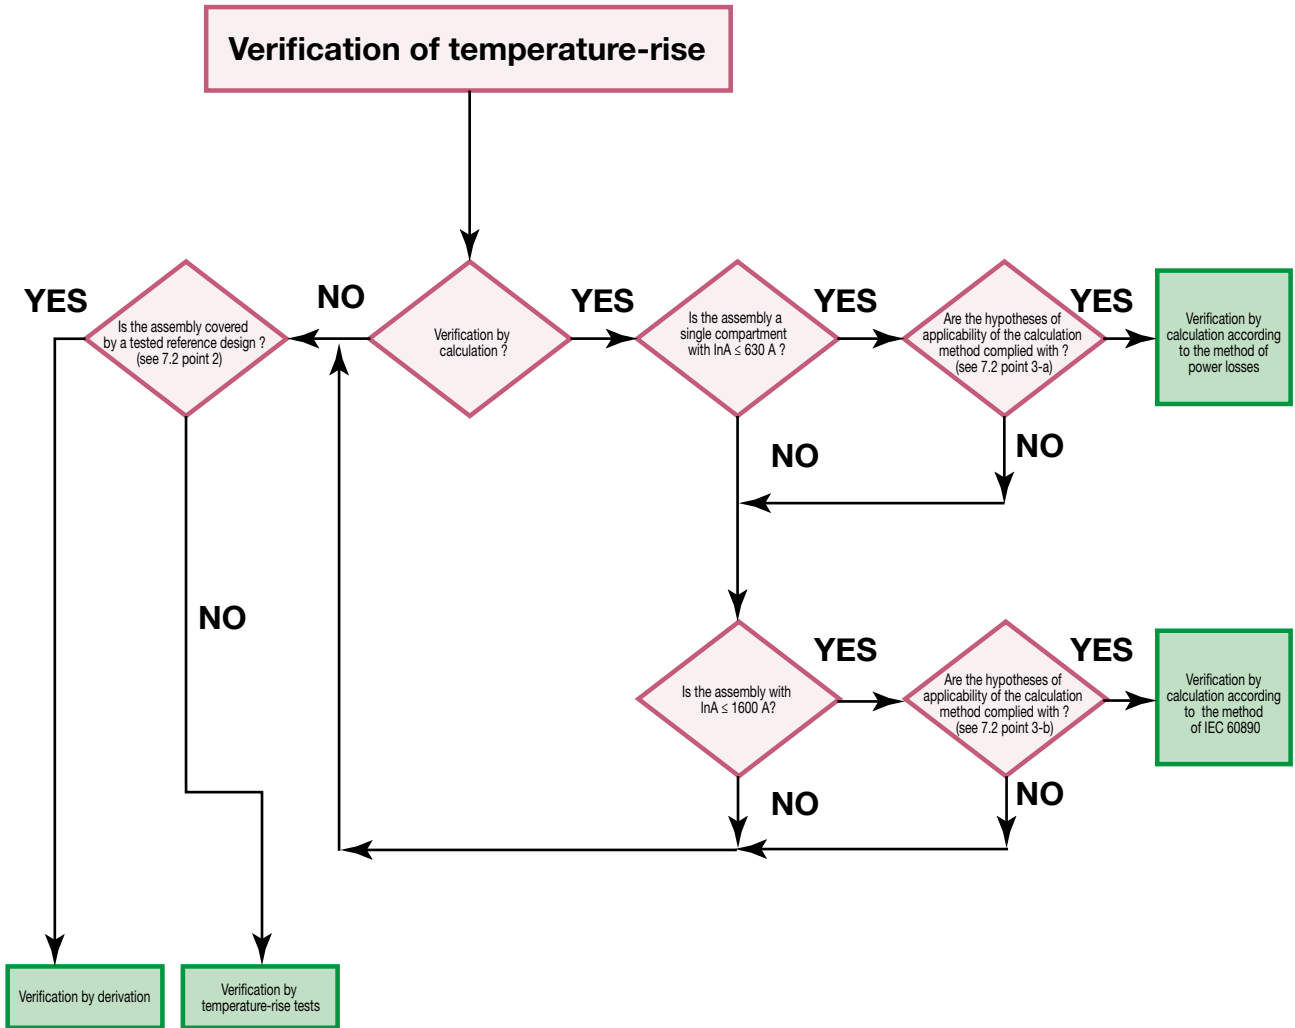 Verification of temperature-rise
YES
Is the assembly covered
by a tested reference design ?
(see 7.2 point 2)
NO
Verification by
calculation ?
YES
Is the assembly a
single compartment
with InA ≤ 630 A ?
YES
Are the hypotheses of
applicability of the calculation
method complied with ?
(see 7.2 point 3-a)
YES
Verification by
calculation according
to the method of
power losses
NO
NO
NO
Is the assembly with
InA ≤ 1600 A?
YES
Are the hypotheses of
applicability of the calculation
method complied with ?
(see 7.2 point 3-b)
YES
Verification by
calculation according
to the method
of IEC 60890
NO
NO
Verification by derivation
Verification by
temperature-rise tests